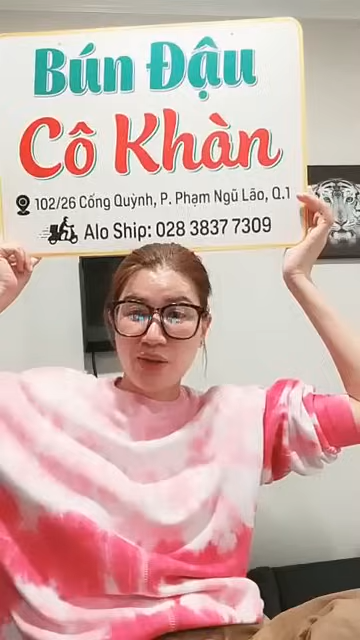 Bún Đậu
Cô Khàn
102/26 Cống Quỳnh, P. Phạm Ngũ Lão, Q.1
Alo Ship: 028 3837 7309